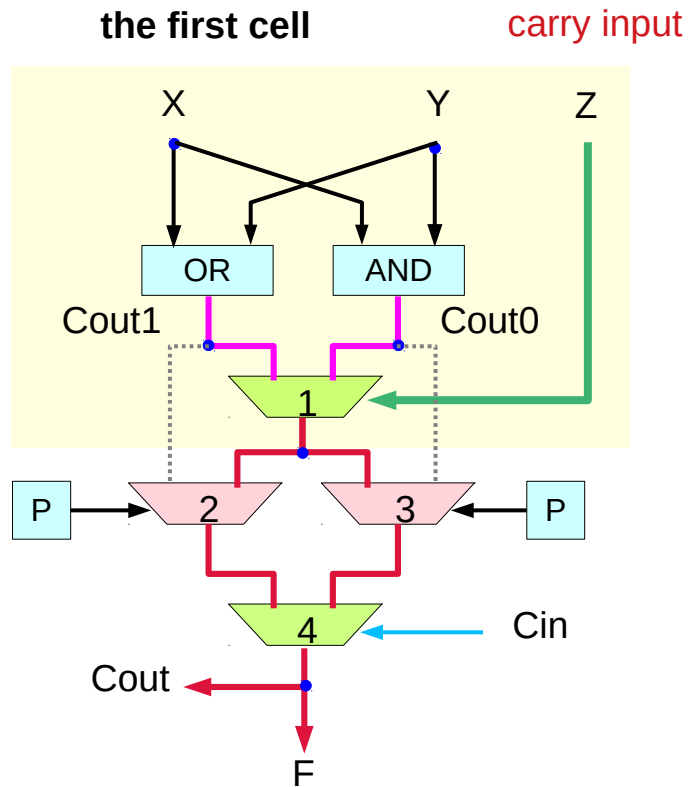 the first cell
carry input
X
Y
Z
OR
AND
Cout1
Cout0
1
P
2
3
P
4
Cin
Cout
F